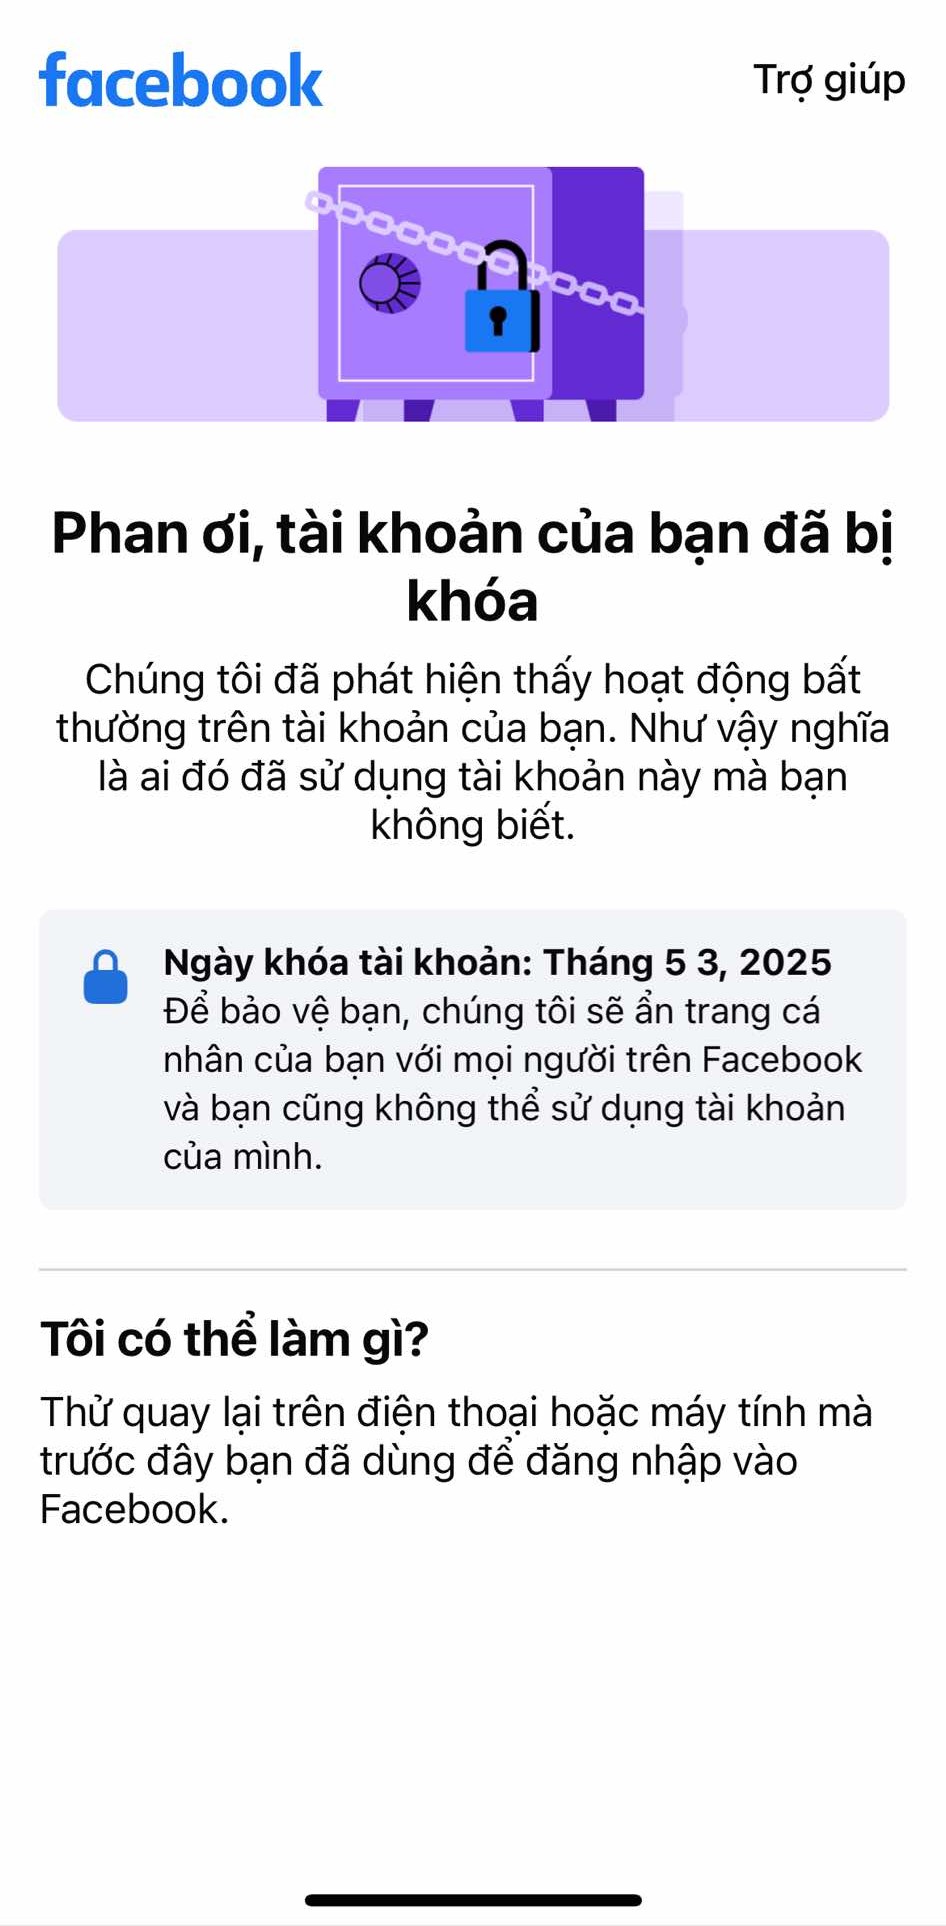 facebook
Trợ giúp
Phan ơi, tài khoản của bạn đã bị
khóa
Chúng tôi đã phát hiện thấy hoạt động bất
thường trên tài khoản của bạn. Như vậy nghĩa
là ai đó đã sử dụng tài khoản này mà bạn
không biết.
Ngày khóa tài khoản: Tháng 5 3, 2025
Để bảo vệ bạn, chúng tôi sẽ ẩn trang cá
nhân của bạn với mọi người trên Facebook
và bạn cũng không thể sử dụng tài khoản
của mình.
Tôi có thể làm gì?
Thử quay lại trên điện thoại hoặc máy tính mà
trước đây bạn đã dùng để đăng nhập vào
Facebook.